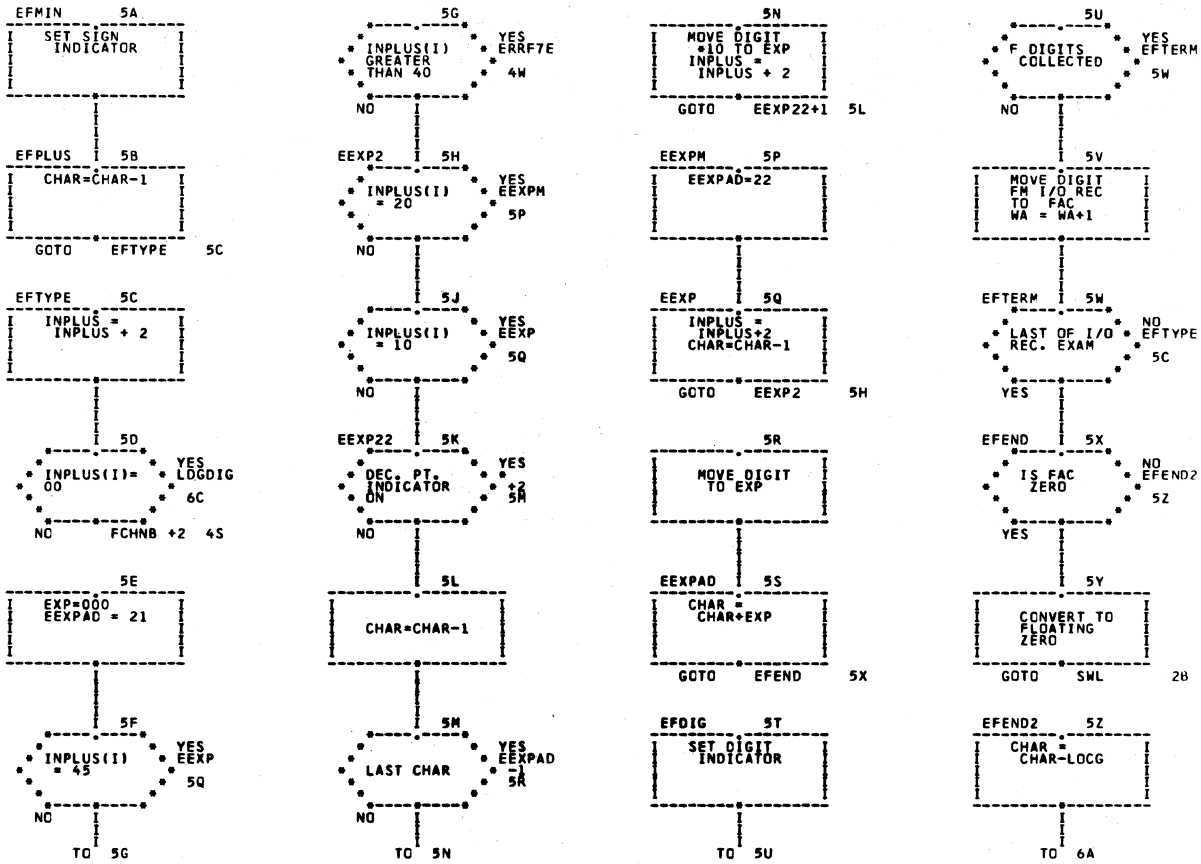 EFMIN 5A
SET SIGN
INDICATOR
EFPLUS I 5B
CHAR=CHAR-1
GOTO EFTYPE 5C
EFTYPE 5C
INPLUS =
INPLUS + 2
I 5D
INPLUS(I)=
00
YES
LDGDIG
6C
NO FCHNB +2 4S
5E
EXP=000
EEXPAD = 21
5F
INPLUS(I)
= 45
YES
EEXP
5Q
NO
TO 5G
5G
INPLUS(I)
GREATER
THAN 40
YES
ERRF7E
4W
NO
EEXP2 I 5H
INPLUS(I)
= 20
YES
EEXPM
5P
NO
5J
INPLUS(I)
= 10
YES
EEXP
5Q
NO
EEXP22 I 5K
DEC. PT.
INDICATOR
ON
YES
+2
5M
NO
I 5L
CHAR=CHAR-1
I 5M
LAST CHAR
YES
EEXPAD
-1
5R
NO
TO 5N
5N
MOVE DIGIT
*10 TO EXP
INPLUS =
INPLUS + 2
GOTO EEXP22+1 5L
EEXPM 5P
EEXPAD=22
EEXP I 5Q
INPLUS =
INPLUS+2
CHAR=CHAR-1
GOTO EEXP2 5H
5R
MOVE DIGIT
TO EXP
EEXPAD I 5S
CHAR =
CHAR+EXP
GOTO EFEND 5X
EFDIG 5T
SET DIGIT
INDICATOR
TO 5U
5U
F DIGITS
COLLECTED
YES
EFTERM
5W
NO
5V
MOVE DIGIT
FM I/O REC
TO FAC
WA = WA+1
EFTERM I 5W
LAST OF I/O
REC. EXAM
NO
EFTYPE
5C
YES
EFEND I 5X
IS FAC
ZERO
NO
EFEND2
5Z
YES
5Y
CONVERT TO
FLOATING
ZERO
GOTO SWL 2B
EFEND2 5Z
CHAR =
CHAR-LOCG
TO 6A